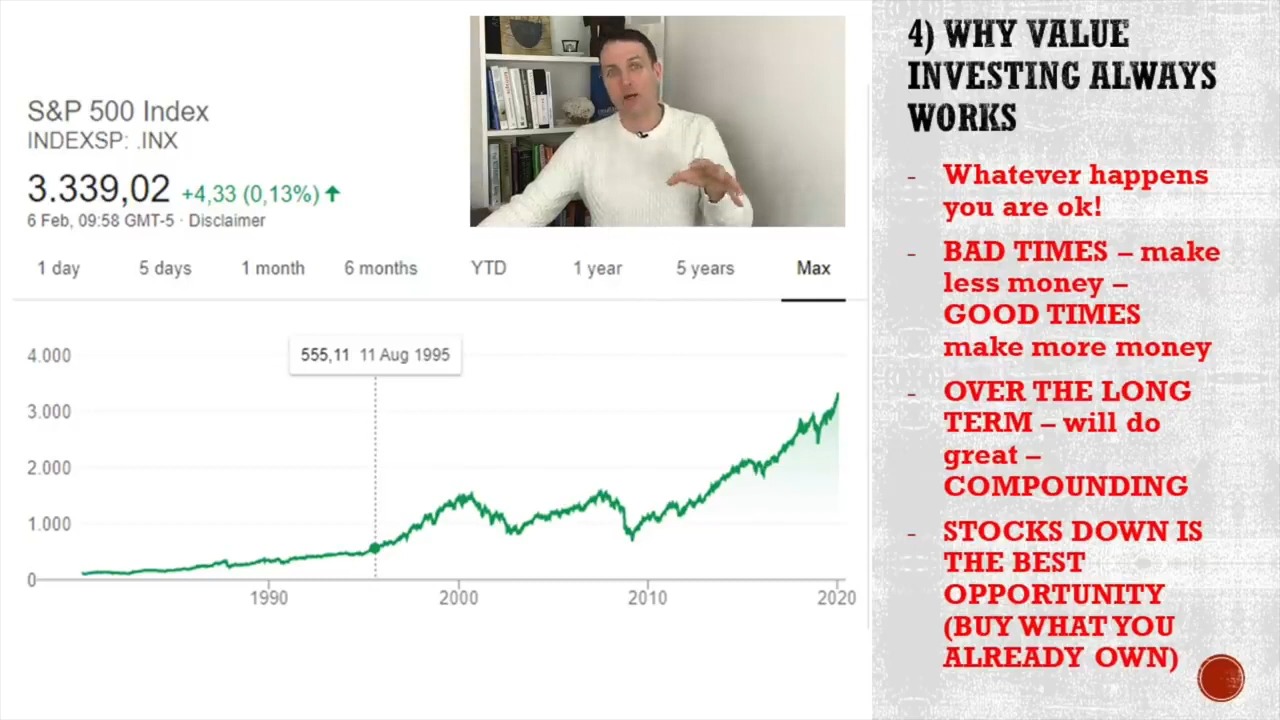 S&P 500 Index
INDEXSP: .INX
3.339,02 +4,33 (0,13%) ↑
6 Feb, 09:58 GMT-5 · Disclaimer
1 day 5 days 1 month 6 months YTD 1 year 5 years Max
555,11 11 Aug 1995
4.000
3.000
2.000
1.000
0
1990 2000 2010 2020
4) WHY VALUE
INVESTING ALWAYS
WORKS
- Whatever happens
you are ok!
- BAD TIMES – make
less money –
GOOD TIMES
make more money
- OVER THE LONG
TERM – will do
great –
COMPOUNDING
- STOCKS DOWN IS
THE BEST
OPPORTUNITY
(BUY WHAT YOU
ALREADY OWN)